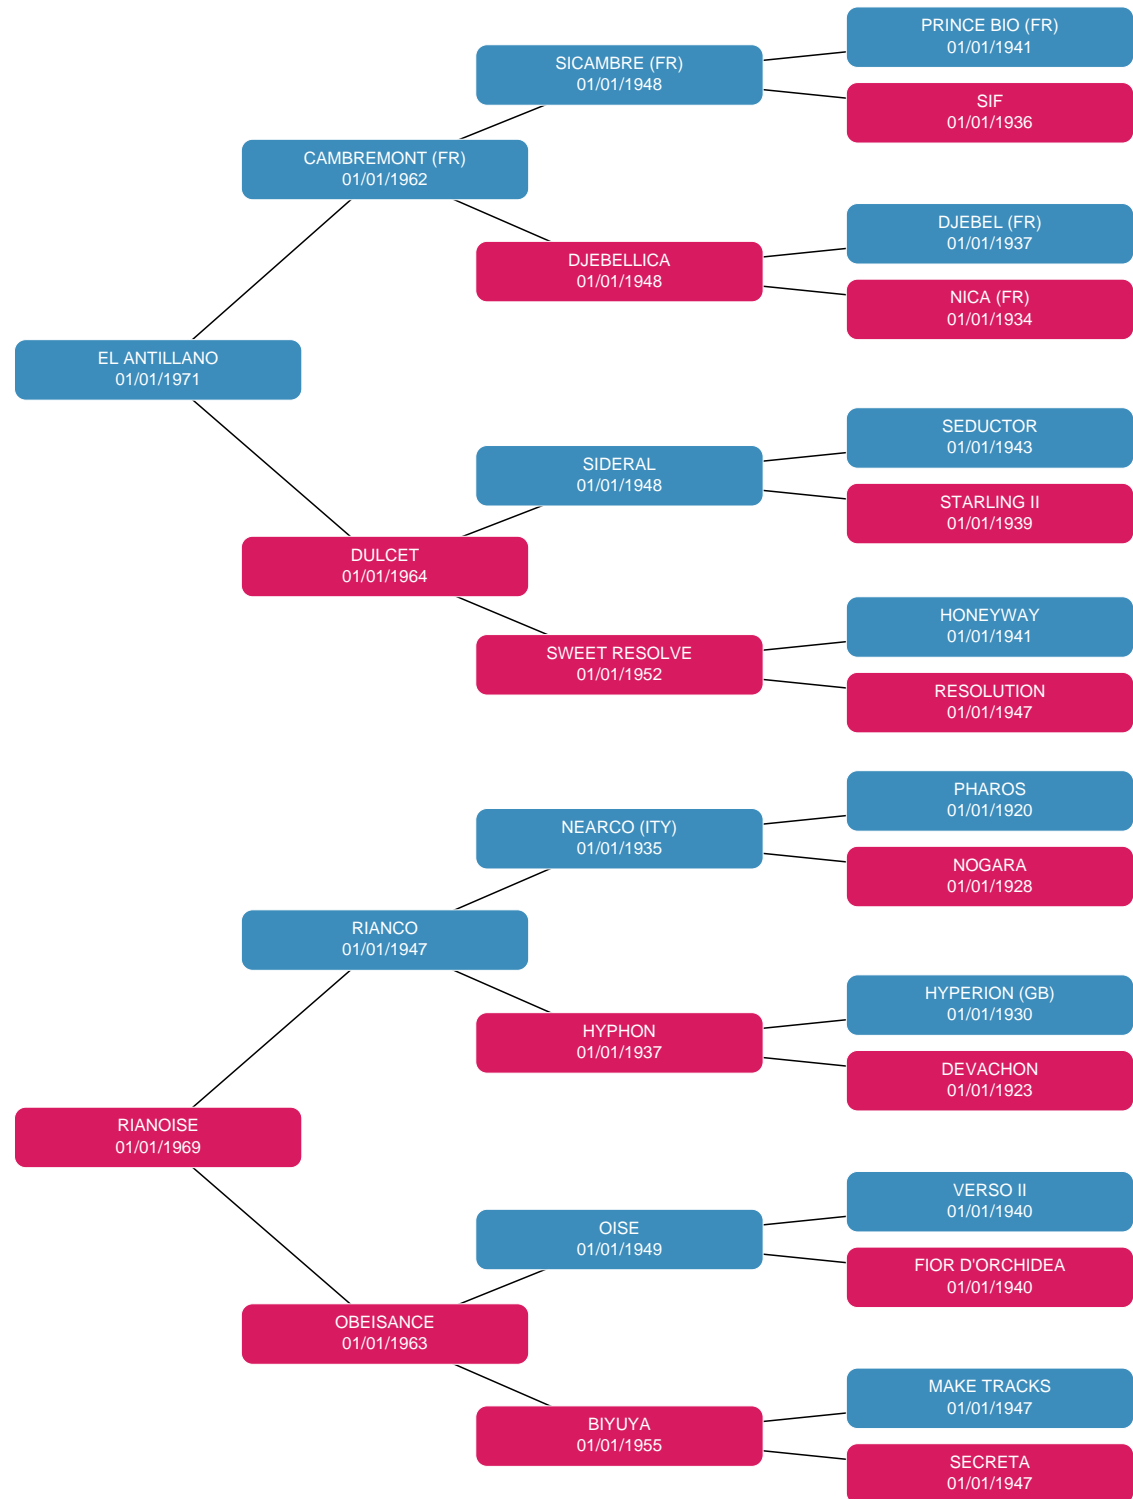 PRINCE BIO (FR)
01/01/1941
SICAMBRE (FR)
01/01/1948
SIF
01/01/1936
CAMBREMONT (FR)
01/01/1962
DJEBEL (FR)
01/01/1937
DJEBELLICA
01/01/1948
NICA (FR)
01/01/1934
EL ANTILLANO
01/01/1971
SEDUCTOR
01/01/1943
SIDERAL
01/01/1948
STARLING II
01/01/1939
DULCET
01/01/1964
HONEYWAY
01/01/1941
SWEET RESOLVE
01/01/1952
RESOLUTION
01/01/1947
PHAROS
01/01/1920
NEARCO (ITY)
01/01/1935
NOGARA
01/01/1928
RIANCO
01/01/1947
HYPERION (GB)
01/01/1930
HYPHON
01/01/1937
DEVACHON
01/01/1923
RIANOISE
01/01/1969
VERSO II
01/01/1940
OISE
01/01/1949
FIOR D'ORCHIDEA
01/01/1940
OBEISANCE
01/01/1963
MAKE TRACKS
01/01/1947
BIYUYA
01/01/1955
SECRETA
01/01/1947